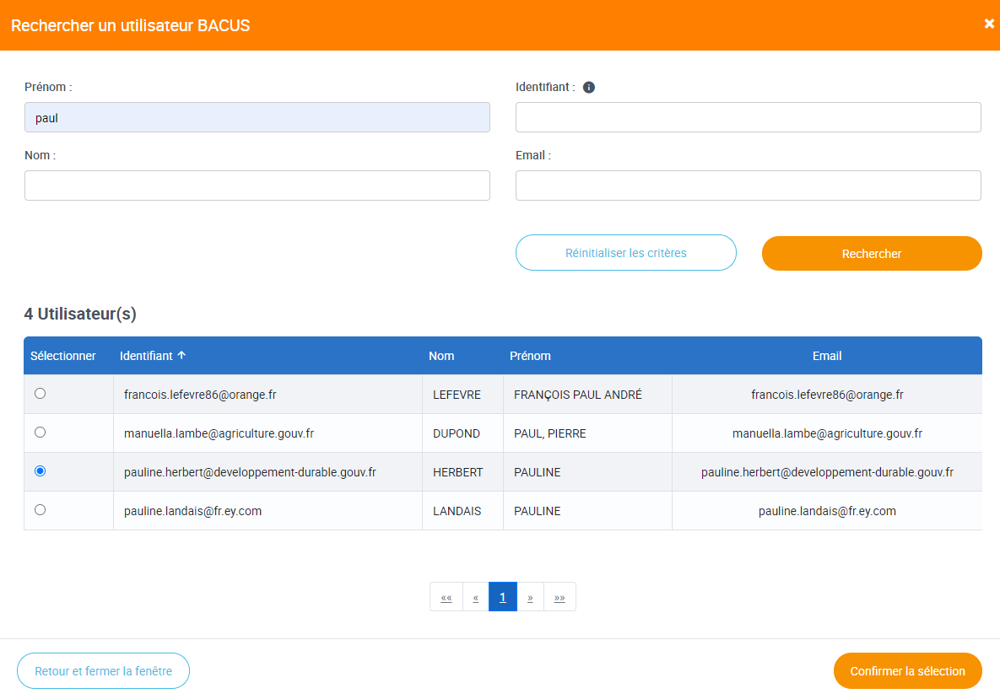 Rechercher un utilisateur BACUS
Prénom :
Identifiant :
paul
Nom :
Email :
Réinitialiser les critères
Rechercher
4 Utilisateur(s)
Sélectionner Identifiant ↑ Nom Prénom Email
francois.lefevre86@orange.fr LEFEVRE FRANÇOIS PAUL ANDRÉ francois.lefevre86@orange.fr
manuella.lambe@agriculture.gouv.fr DUPOND PAUL, PIERRE manuella.lambe@agriculture.gouv.fr
pauline.herbert@developpement-durable.gouv.fr HERBERT PAULINE pauline.herbert@developpement-durable.gouv.fr
pauline.landais@fr.ey.com LANDAIS PAULINE pauline.landais@fr.ey.com
«« « 1 » »»
Retour et fermer la fenêtre
Confirmer la sélection